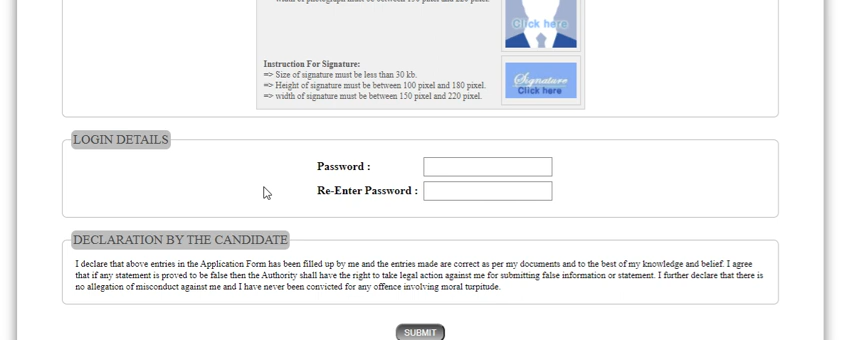 Click here
Instruction For Signature:
=> Size of signature must be less than 30 kb.
=> Height of signature must be between 100 pixel and 180 pixel.
=> width of signature must be between 150 pixel and 220 pixel.
Signature
Click here
LOGIN DETAILS
Password :
Re-Enter Password :
DECLARATION BY THE CANDIDATE
I declare that above entries in the Application Form has been filled up by me and the entries made are correct as per my documents and to the best of my knowledge and belief. I agree
that if any statement is proved to be false then the Authority shall have the right to take legal action against me for submitting false information or statement. I further declare that there is
no allegation of misconduct against me and I have never been convicted for any offence involving moral turpitude.
SUBMIT